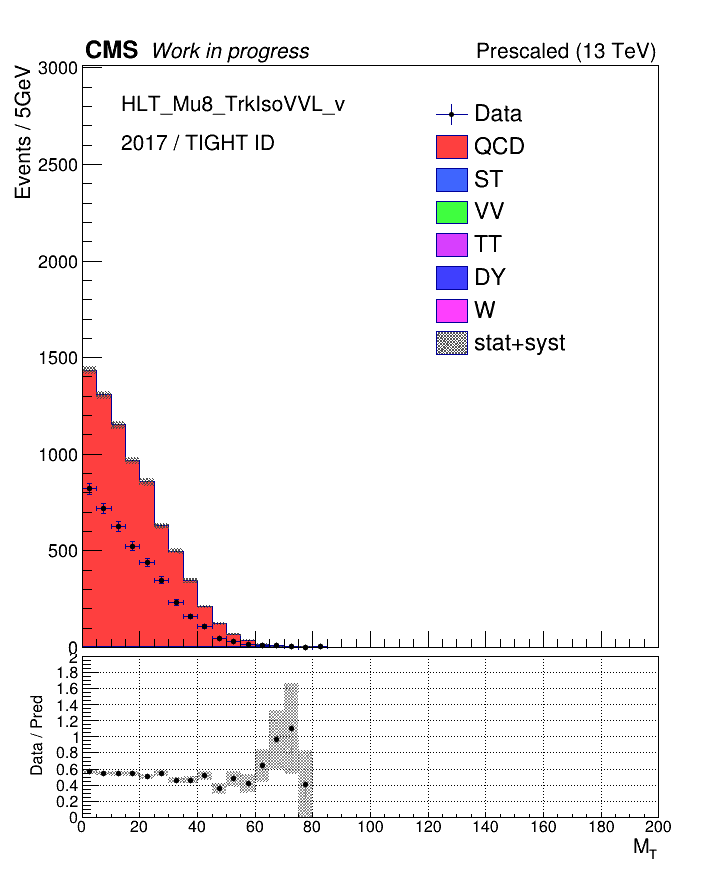 CMS Work in progress Prescaled (13 TeV)
Events / 5GeV
3000
2500
2000
1500
1000
500
0
HLT_Mu8_TrkIsoVVL_v
2017 / TIGHT ID
Data
QCD
ST
VV
TT
DY
W
stat+syst
Data / Pred
2
1.8
1.6
1.4
1.2
1
0.8
0.6
0.4
0.2
0
0 20 40 60 80 100 120 140 160 180 200
M_T